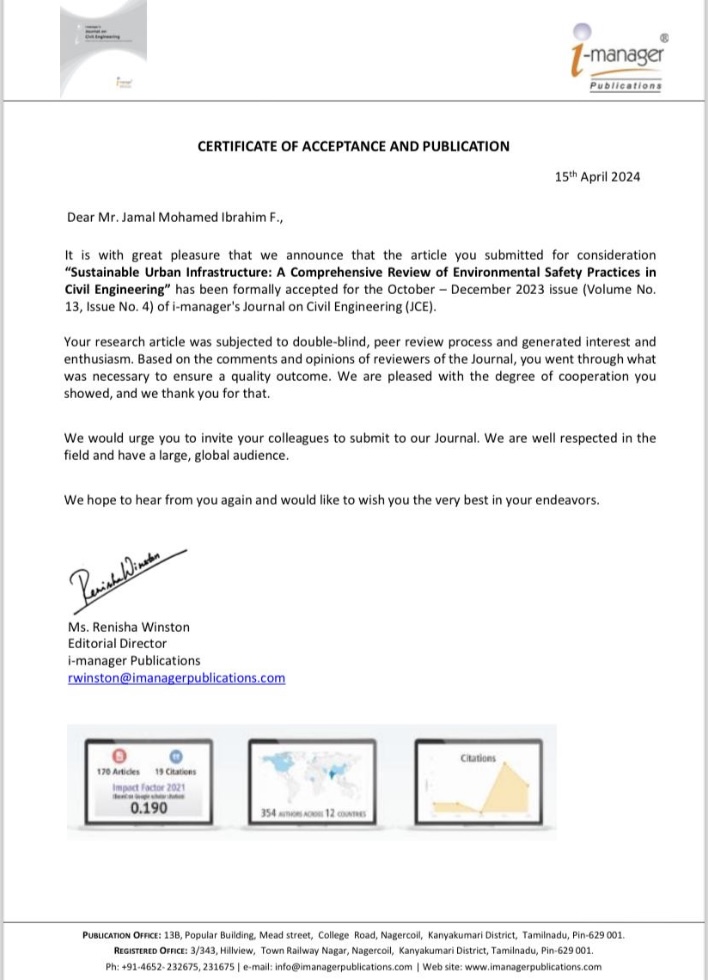 Journal on
Civil Engineering
i-manager
®
Publications
CERTIFICATE OF ACCEPTANCE AND PUBLICATION
15th April 2024
Dear Mr. Jamal Mohamed Ibrahim F.,
It is with great pleasure that we announce that the article you submitted for consideration
“Sustainable Urban Infrastructure: A Comprehensive Review of Environmental Safety Practices in
Civil Engineering” has been formally accepted for the October – December 2023 issue (Volume No.
13, Issue No. 4) of i-manager's Journal on Civil Engineering (JCE).
Your research article was subjected to double-blind, peer review process and generated interest and
enthusiasm. Based on the comments and opinions of reviewers of the Journal, you went through what
was necessary to ensure a quality outcome. We are pleased with the degree of cooperation you
showed, and we thank you for that.
We would urge you to invite your colleagues to submit to our Journal. We are well respected in the
field and have a large, global audience.
We hope to hear from you again and would like to wish you the very best in your endeavors.
Renisha Winston
Ms. Renisha Winston
Editorial Director
i-manager Publications
rwinston@imanagerpublications.com
170 Articles 19 Citations
Impact Factor 2021
0.190
354 AUTHORS ACROSS 12 COUNTRIES
Citations
PUBLICATION OFFICE: 13B, Popular Building, Mead street, College Road, Nagercoil, Kanyakumari District, Tamilnadu, Pin-629 001.
REGISTERED OFFICE: 3/343, Hillview, Town Railway Nagar, Nagercoil, Kanyakumari District, Tamilnadu, Pin-629 001.
Ph: +91-4652- 232675, 231675 | e-mail: info@imanagerpublications.com | Web site: www.imanagerpublications.com